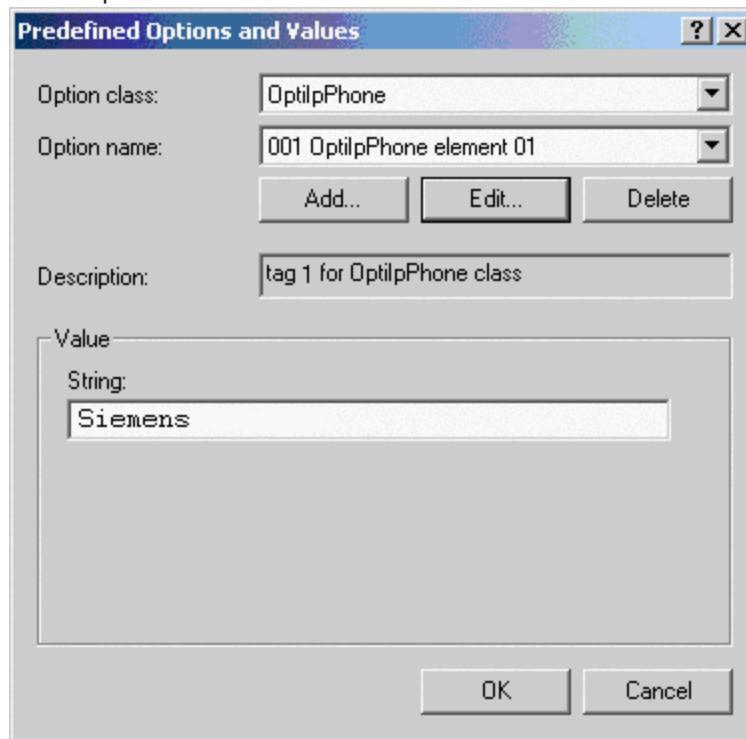 Predefined Options and Values
Option class: OptiIpPhone
Option name: 001 OptiIpPhone element 01
Add... Edit... Delete
Description: tag 1 for OptiIpPhone class
Value
String:
Siemens
OK Cancel